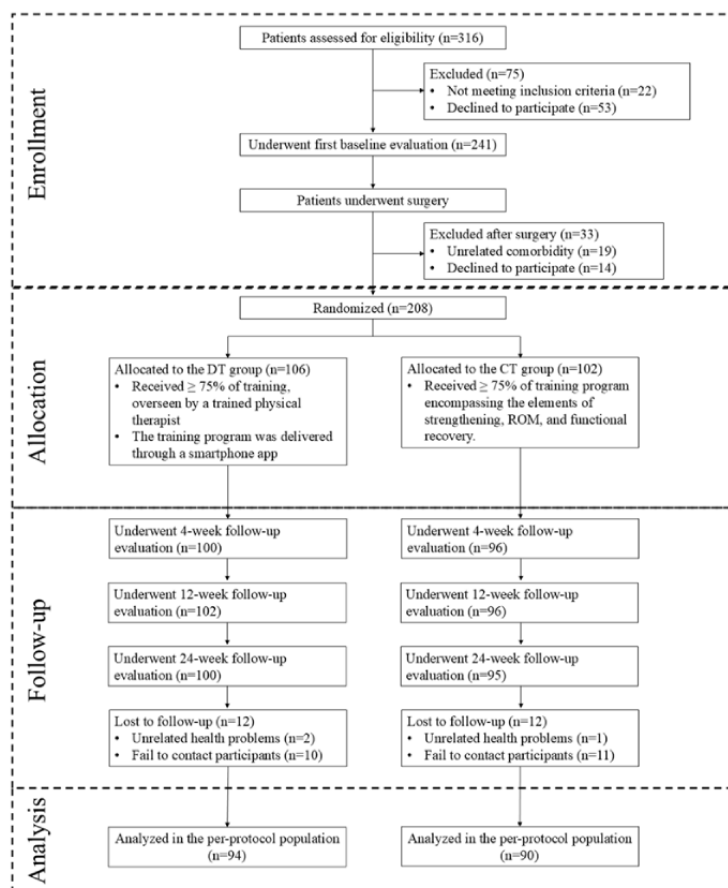 Enrollment
Patients assessed for eligibility (n=316)
Excluded (n=75)
• Not meeting inclusion criteria (n=22)
• Declined to participate (n=53)
Underwent first baseline evaluation (n=241)
Patients underwent surgery
Excluded after surgery (n=33)
• Unrelated comorbidity (n=19)
• Declined to participate (n=14)
Allocation
Randomized (n=208)
Allocated to the DT group (n=106)
• Received ≥ 75% of training,
overseen by a trained physical
therapist
• The training program was delivered
through a smartphone app
Allocated to the CT group (n=102)
• Received ≥ 75% of training program
encompassing the elements of
strengthening, ROM, and functional
recovery.
Follow-up
Underwent 4-week follow-up
evaluation (n=100)
Underwent 12-week follow-up
evaluation (n=102)
Underwent 24-week follow-up
evaluation (n=100)
Lost to follow-up (n=12)
• Unrelated health problems (n=2)
• Fail to contact participants (n=10)
Underwent 4-week follow-up
evaluation (n=96)
Underwent 12-week follow-up
evaluation (n=96)
Underwent 24-week follow-up
evaluation (n=95)
Lost to follow-up (n=12)
• Unrelated health problems (n=1)
• Fail to contact participants (n=11)
Analysis
Analyzed in the per-protocol population
(n=94)
Analyzed in the per-protocol population
(n=90)